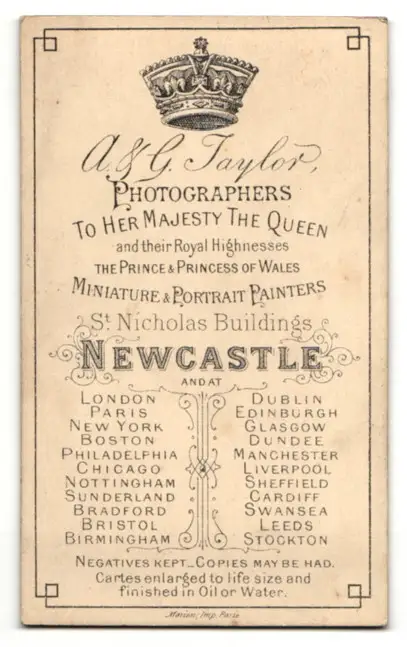 A. & G. Taylor,
PHOTOGRAPHERS
TO HER MAJESTY THE QUEEN
and their Royal Highnesses
THE PRINCE & PRINCESS OF WALES
MINIATURE & PORTRAIT PAINTERS
St. Nicholas Buildings
NEWCASTLE
AND AT
LONDON DUBLIN
PARIS EDINBURGH
NEW YORK GLASGOW
BOSTON DUNDEE
PHILADELPHIA MANCHESTER
CHICAGO LIVERPOOL
NOTTINGHAM SHEFFIELD
SUNDERLAND CARDIFF
BRADFORD SWANSEA
BRISTOL LEEDS
BIRMINGHAM STOCKTON
NEGATIVES KEPT_COPIES MAY BE HAD.
Cartes enlarged to life size and
finished in Oil or Water.
Marion, Imp. Paris